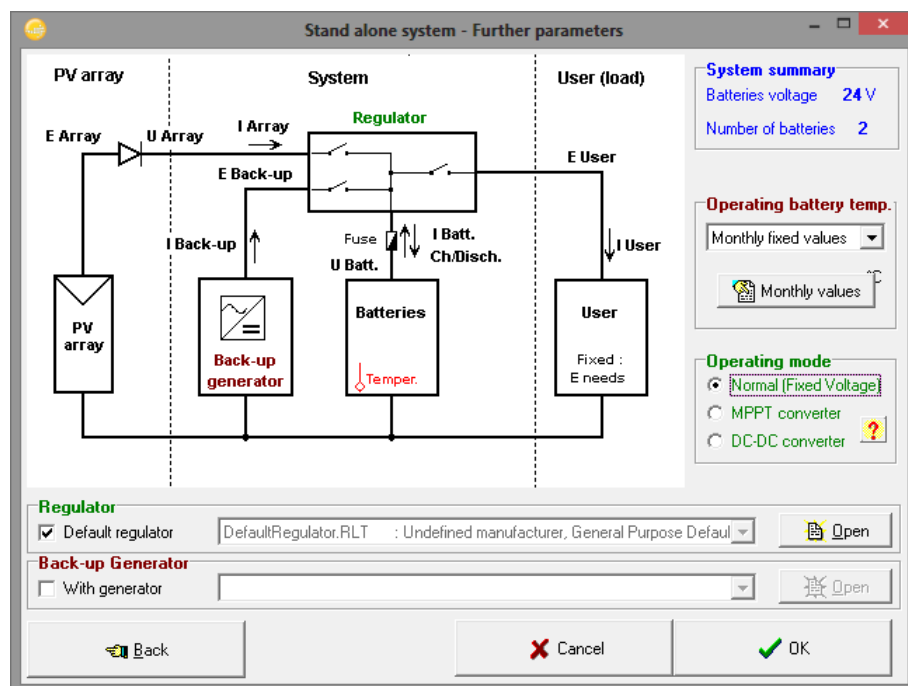 Stand alone system - Further parameters
PV array
System
User (load)
E Array
U Array
I Array
Regulator
E Back-up
E User
I Back-up
Fuse
U Batt.
I Batt.
Ch/Disch.
I User
PV
array
Back-up
generator
Batteries
Temper.
User
Fixed :
E needs
System summary
Batteries voltage 24 V
Number of batteries 2
Operating battery temp.
Monthly fixed values
°C
Monthly values
Operating mode
Normal (Fixed Voltage)
MPPT converter
DC-DC converter
?
Regulator
Default regulator
DefaultRegulator.RLT : Undefined manufacturer, General Purpose Defaul
Open
Back-up Generator
With generator
Open
Back
Cancel
OK